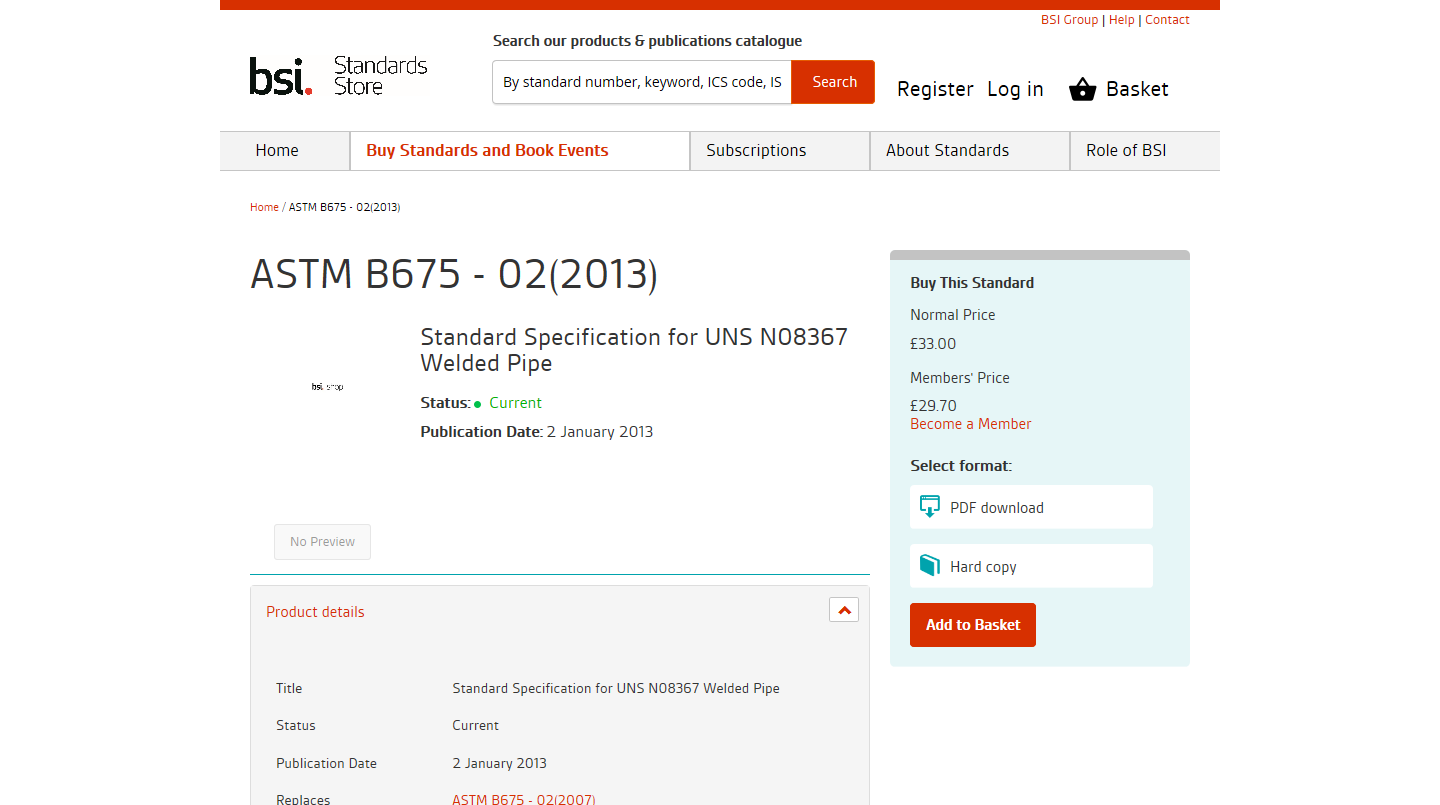 BSI Group | Help | Contact
Search our products & publications catalogue
bsi. Standards Store
By standard number, keyword, ICS code, IS
Search
Register Log in Basket
Home
Buy Standards and Book Events
Subscriptions
About Standards
Role of BSI
Home / ASTM B675 - 02(2013)
ASTM B675 - 02(2013)
bsi. shop
Standard Specification for UNS N08367
Welded Pipe
Status: Current
Publication Date: 2 January 2013
No Preview
Buy This Standard
Normal Price
£33.00
Members' Price
£29.70
Become a Member
Select format:
PDF download
Hard copy
Add to Basket
Product details
Title Standard Specification for UNS N08367 Welded Pipe
Status Current
Publication Date 2 January 2013
Replaces ASTM B675 - 02(2007)